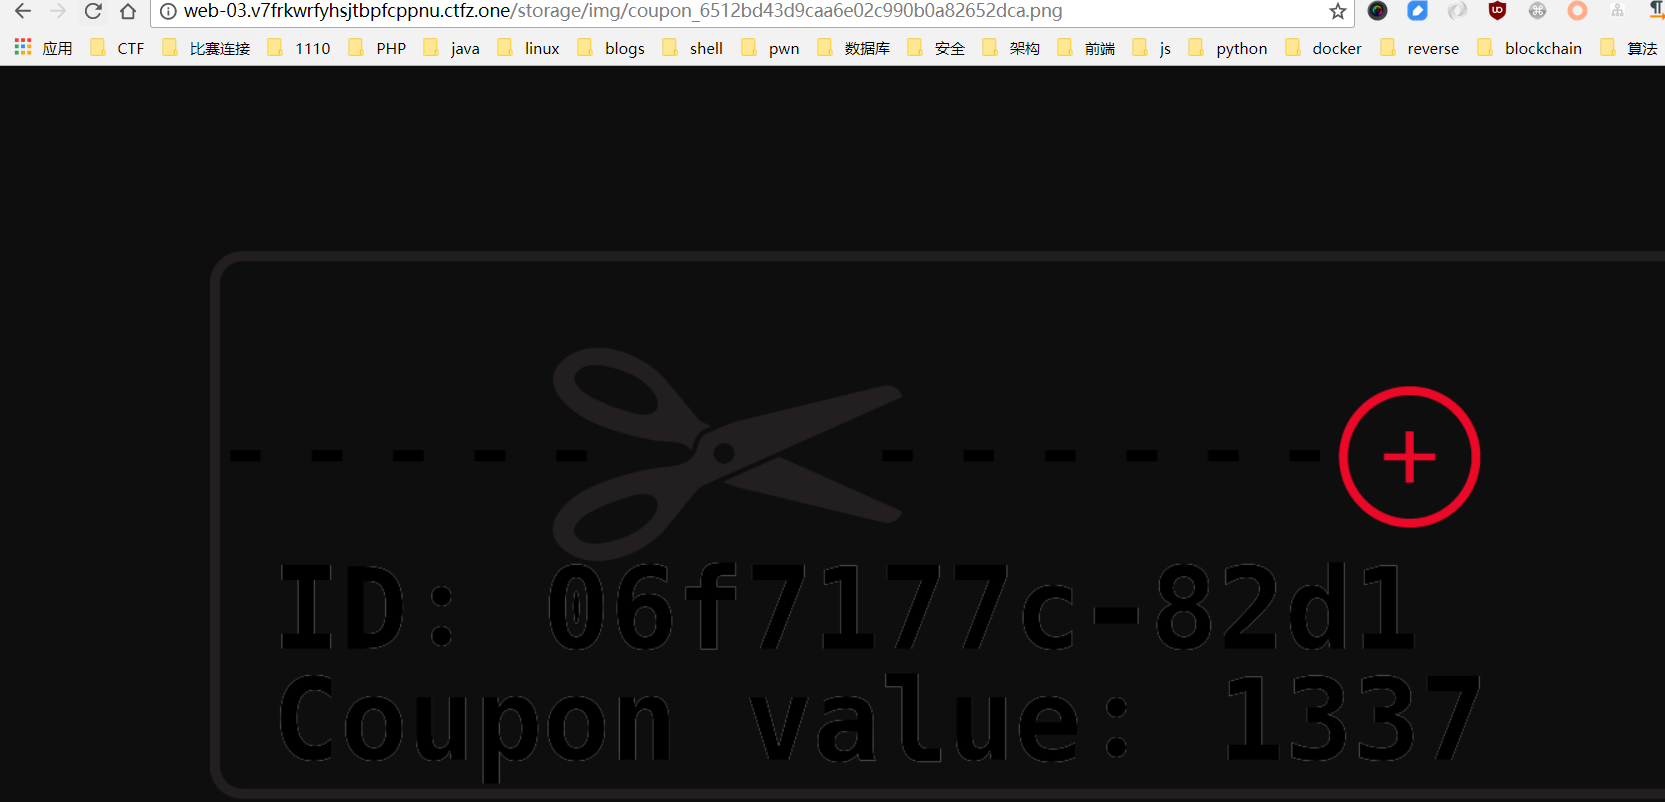 web-03.v7frkwrfyhsjtbpfcppnu.ctfz.one/storage/img/coupon_6512bd43d9caa6e02c990b0a82652dca.png
应用 CTF 比赛连接 1110 PHP java linux blogs shell pwn 数据库 安全 架构 前端 js python docker reverse blockchain 算法
ID: 06f7177c-82d1
Coupon value: 1337